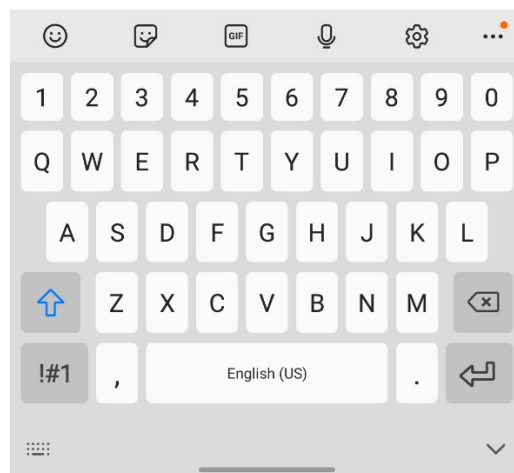 GIF
1 2 3 4 5 6 7 8 9 0
Q W E R T Y U I O P
A S D F G H J K L
Z X C V B N M
!#1 , English (US) .